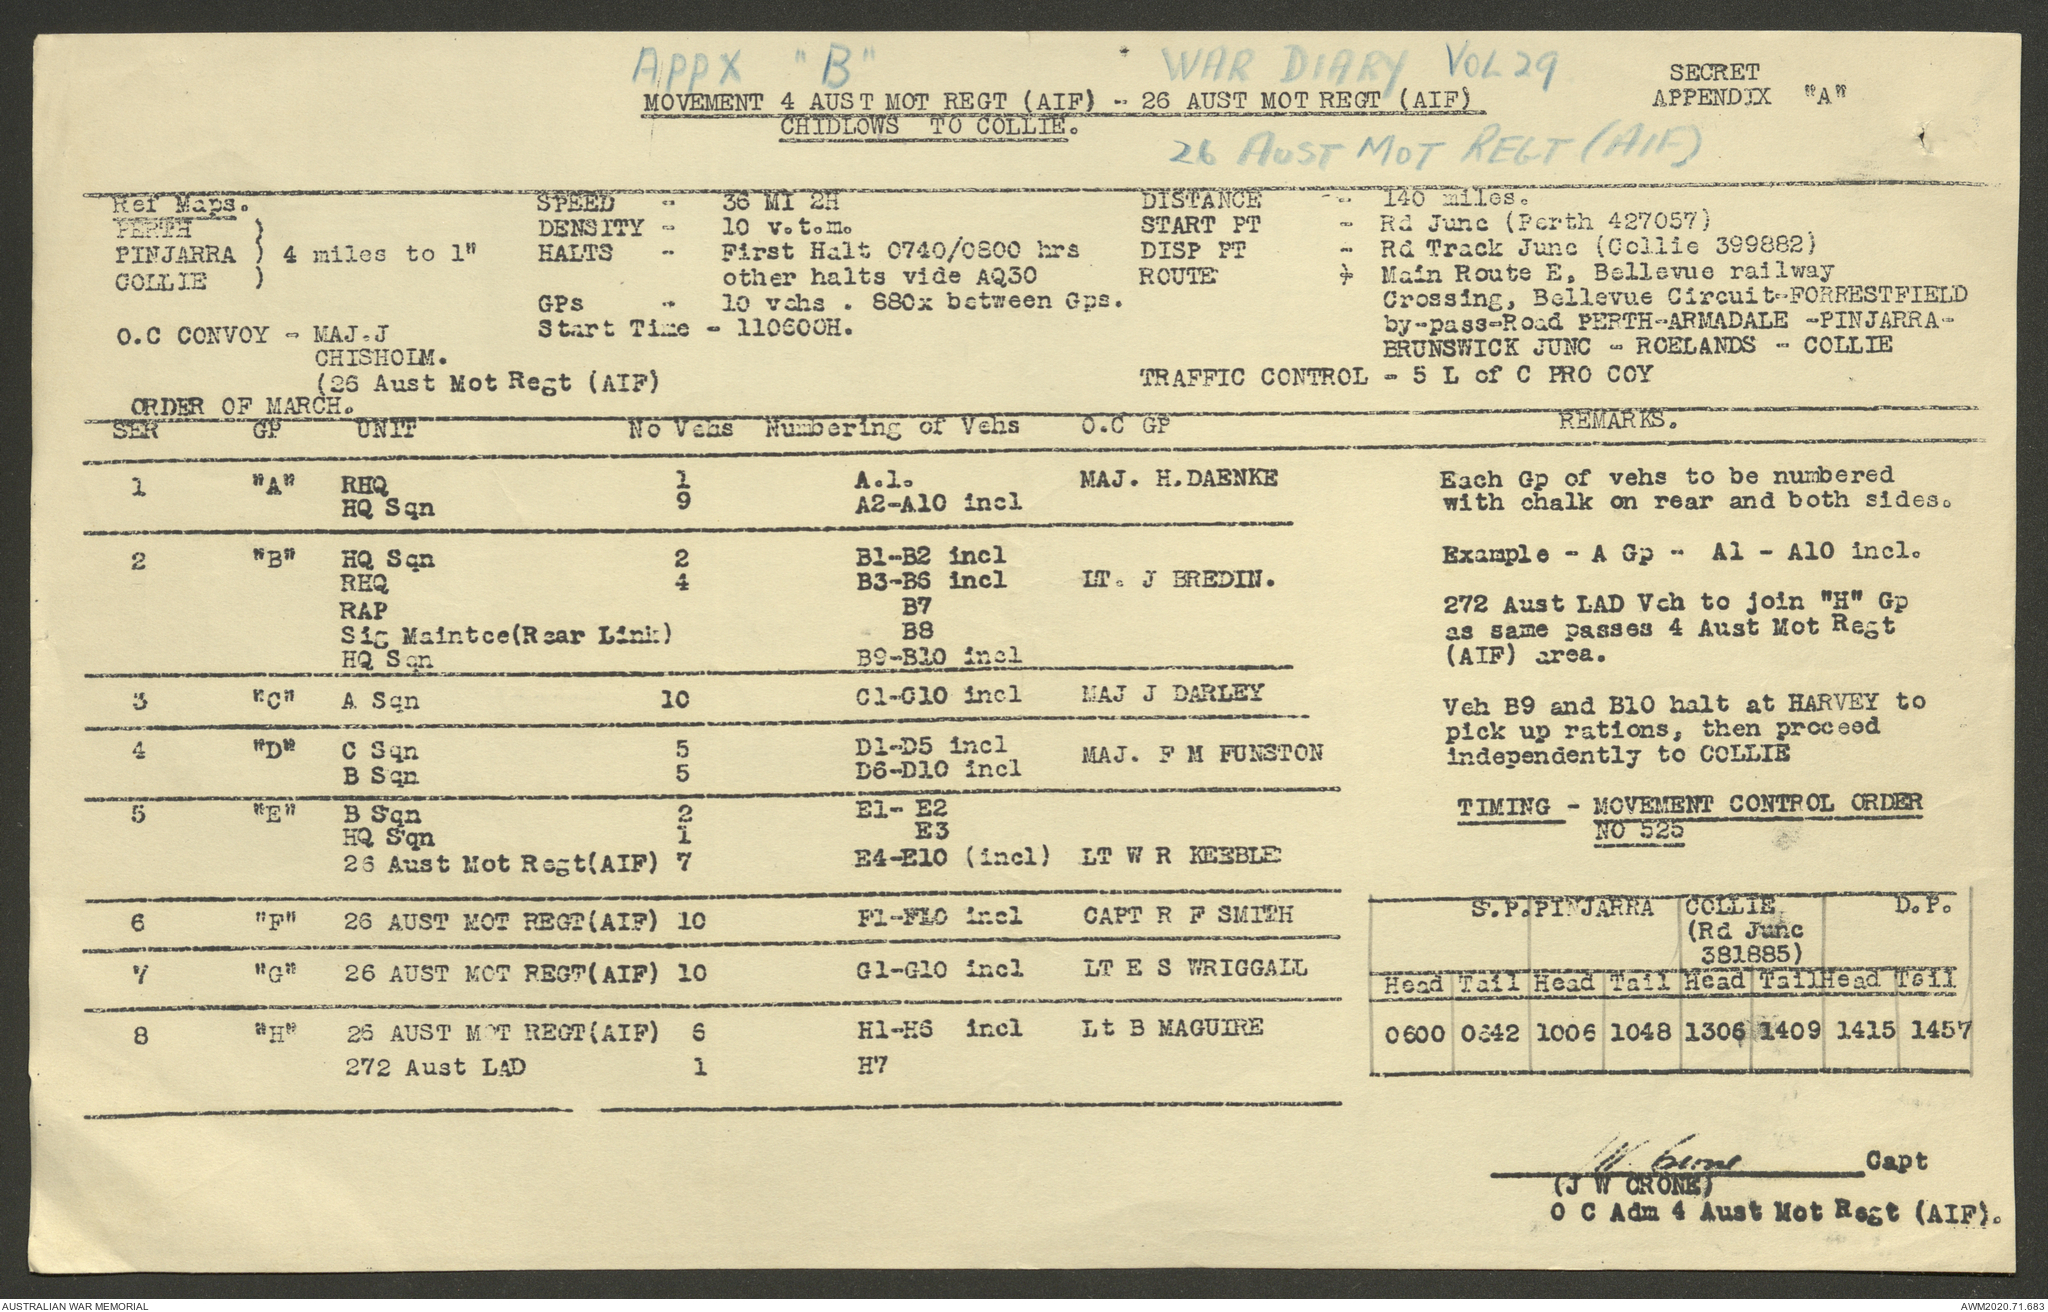 APPX "B" WAR DIARY VOL 29
SECRET
MOVEMENT 4 AUST MOT REGT (AIF) - 26 AUST MOT REGT (AIF) APPENDIX "A"
CHIDLOWS TO COLLIE.
26 AUST MOT REGT (AIF)
Ref Maps. SPEED - 36 MI 2H DISTANCE - 140 miles.
PERTH ) DENSITY - 10 v.t.m. START PT - Rd Junc (Perth 427057)
PINJARRA ) 4 miles to 1" HALTS - First Halt 0740/0800 hrs DISP PT - Rd Track Junc (Collie 399882)
COLLIE ) other halts vide AQ30 ROUTE - Main Route E, Bellevue railway
GPs - 10 vehs . 880x between Gps. Crossing, Bellevue Circuit-FORRESTFIELD
O.C CONVOY - MAJ.J Start Time - 110600H. by-pass-Road PERTH-ARMADALE -PINJARRA-
CHISHOLM. BRUNSWICK JUNC - ROELANDS - COLLIE
(26 Aust Mot Regt (AIF) TRAFFIC CONTROL - 5 L of C PRO COY
ORDER OF MARCH.
SER GP UNIT No Vehs Numbering of Vehs O.C GP REMARKS.
1 "A" RHQ 1 A.1. MAJ. H.DAENKE Each Gp of vehs to be numbered
HQ Sqn 9 A2-A10 incl with chalk on rear and both sides.
2 "B" HQ Sqn 2 B1-B2 incl Example - A Gp - A1 - A10 incl.
RHQ 4 B3-B6 incl LT. J BREDIN.
RAP B7 272 Aust LAD Veh to join "H" Gp
Sig Maintce(Rear Link) B8 as same passes 4 Aust Mot Regt
HQ Sqn B9-B10 incl (AIF) area.
3 "C" A Sqn 10 C1-C10 incl MAJ J DARLEY Veh B9 and B10 halt at HARVEY to
pick up rations, then proceed
4 "D" C Sqn 5 D1-D5 incl MAJ. F M FUNSTON independently to COLLIE
B Sqn 5 D6-D10 incl
5 "E" B Sqn 2 E1- E2 TIMING - MOVEMENT CONTROL ORDER
HQ Sqn 1 E3 NO 525
26 Aust Mot Regt(AIF) 7 E4-E10 (incl) LT W R KEEBLE
6 "F" 26 AUST MOT REGT(AIF) 10 F1-F10 incl CAPT R F SMITH
S.P. PINJARRA COLLIE D.P.
(Rd Junc
381885)
7 "G" 26 AUST MOT REGT(AIF) 10 G1-G10 incl LT E S WRIGGALL
Head Tail Head Tail Head Tail Head Tail
8 "H" 26 AUST MOT REGT(AIF) 6 H1-H6 incl Lt B MAGUIRE
0600 0642 1006 1048 1306 1409 1415 1457
272 Aust LAD 1 H7
Capt
(J W CRONE)
O C Adm 4 Aust Mot Regt (AIF).
AUSTRALIAN WAR MEMORIAL AWM2020.71.683